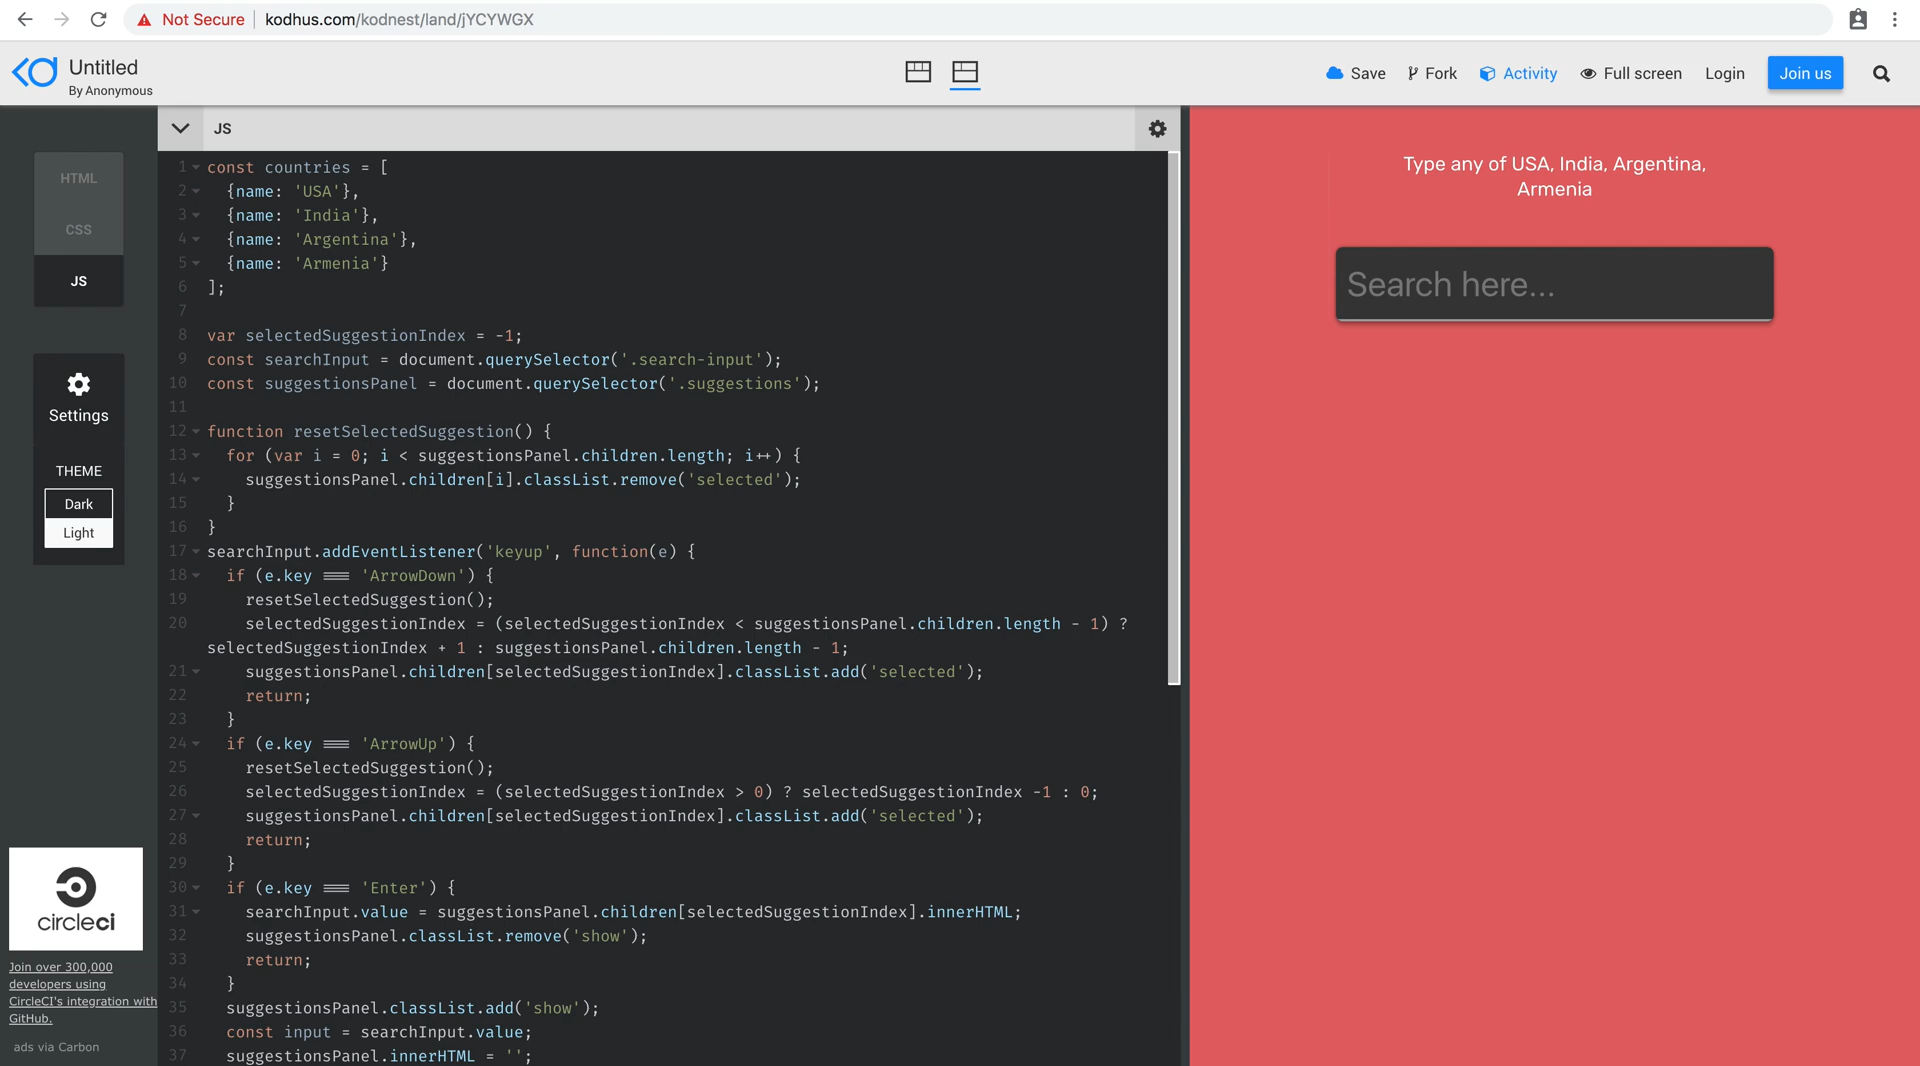 Not Secure kodhus.com/kodnest/land/jYCYWGX
Untitled
By Anonymous
Save Fork Activity Full screen Login Join us
JS
HTML
CSS
JS
Settings
THEME
Dark
Light
circleci
Join over 300,000
developers using
CircleCI's integration with
GitHub.
ads via Carbon
1 const countries = [
2 {name: 'USA'},
3 {name: 'India'},
4 {name: 'Argentina'},
5 {name: 'Armenia'}
6 ];
7
8 var selectedSuggestionIndex = -1;
9 const searchInput = document.querySelector('.search-input');
10 const suggestionsPanel = document.querySelector('.suggestions');
11
12 function resetSelectedSuggestion() {
13 for (var i = 0; i < suggestionsPanel.children.length; i++) {
14 suggestionsPanel.children[i].classList.remove('selected');
15 }
16 }
17 searchInput.addEventListener('keyup', function(e) {
18 if (e.key === 'ArrowDown') {
19 resetSelectedSuggestion();
20 selectedSuggestionIndex = (selectedSuggestionIndex < suggestionsPanel.children.length - 1) ?
selectedSuggestionIndex + 1 : suggestionsPanel.children.length - 1;
21 suggestionsPanel.children[selectedSuggestionIndex].classList.add('selected');
22 return;
23 }
24 if (e.key === 'ArrowUp') {
25 resetSelectedSuggestion();
26 selectedSuggestionIndex = (selectedSuggestionIndex > 0) ? selectedSuggestionIndex -1 : 0;
27 suggestionsPanel.children[selectedSuggestionIndex].classList.add('selected');
28 return;
29 }
30 if (e.key === 'Enter') {
31 searchInput.value = suggestionsPanel.children[selectedSuggestionIndex].innerHTML;
32 suggestionsPanel.classList.remove('show');
33 return;
34 }
35 suggestionsPanel.classList.add('show');
36 const input = searchInput.value;
37 suggestionsPanel.innerHTML = '';
Type any of USA, India, Argentina,
Armenia
Search here...